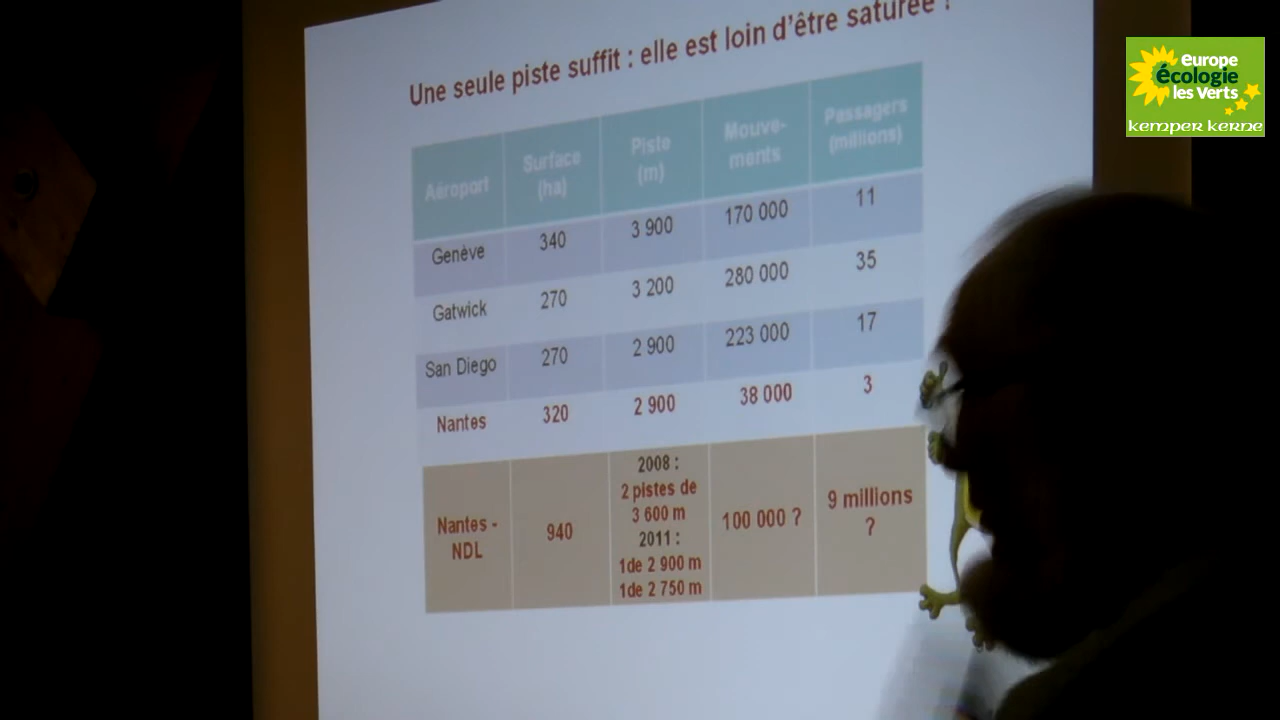 Une seule piste suffit : elle est loin d'être saturée !
Aéroport Surface (ha) Piste (m) Mouve-ments Passagers (millions)
Genève 340 3 900 170 000 11
Gatwick 270 3 200 280 000 35
San Diego 270 2 900 223 000 17
Nantes 320 2 900 38 000 3
Nantes - NDL 940 2008 : 2 pistes de 3 600 m 2011 : 1de 2 900 m 1de 2 750 m 100 000 ? 9 millions ?
europe
écologie
les verts
kemper kerne